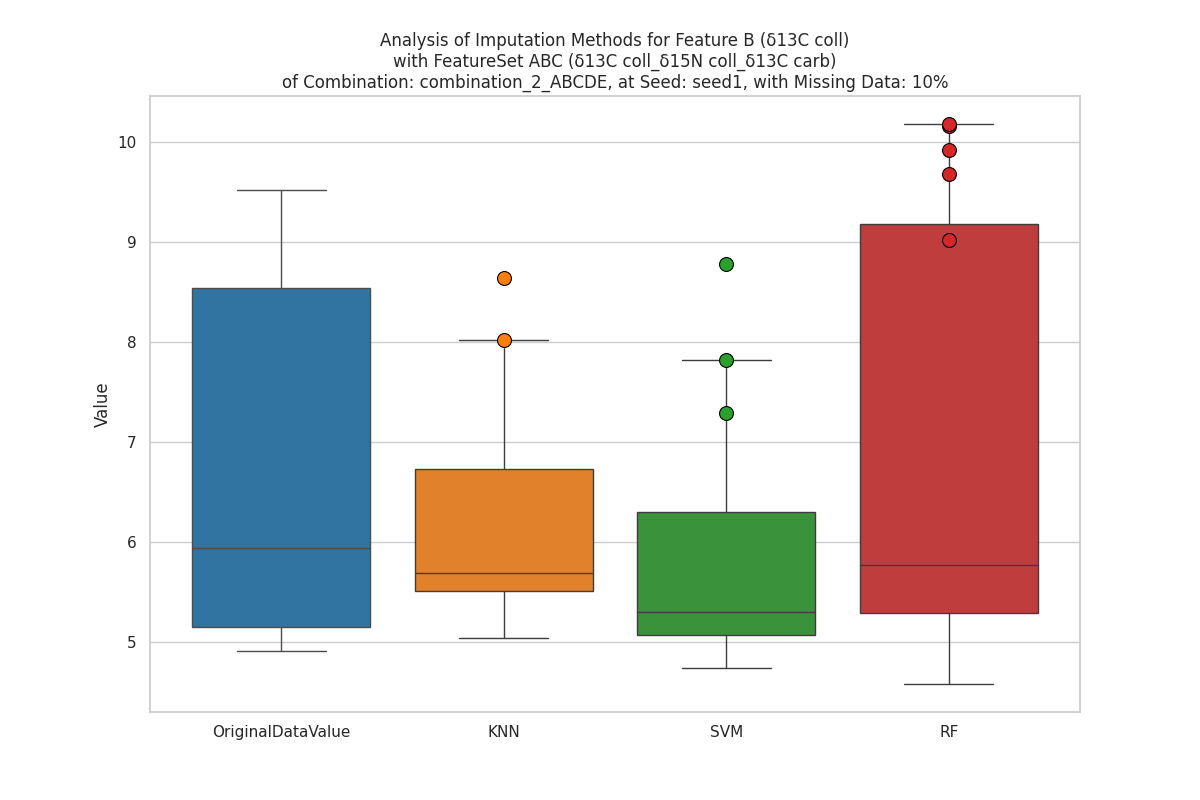 Analysis of Imputation Methods for Feature B (δ13C coll)
with FeatureSet ABC (δ13C coll_δ15N coll_δ13C carb)
of Combination: combination_2_ABCDE, at Seed: seed1, with Missing Data: 10%
10
9
8
7
6
5
Value
OriginalDataValue
KNN
SVM
RF